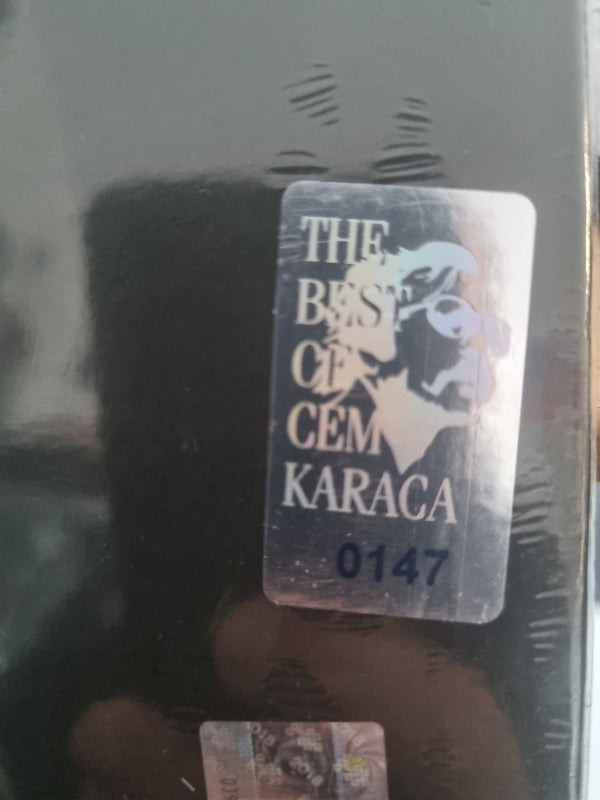 THE
BEST
OF
CEM
KARACA
0147